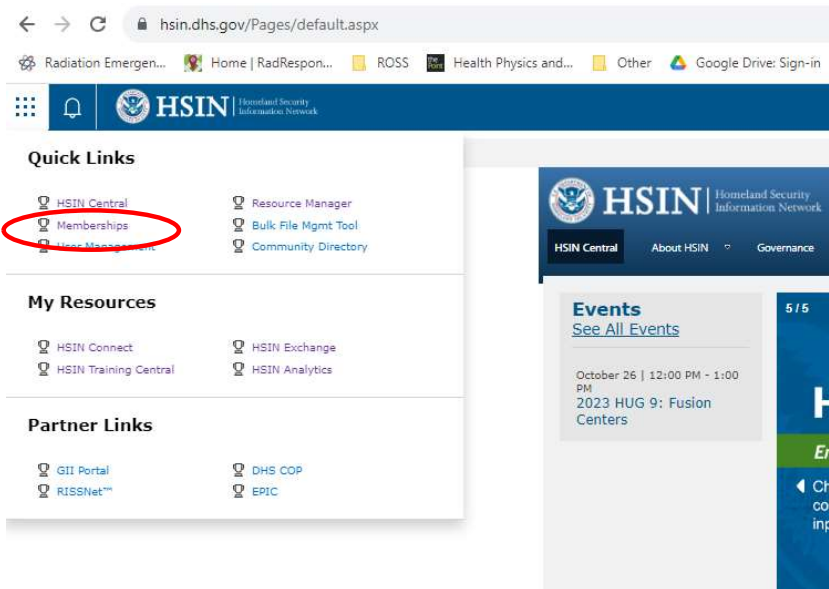 hsin.dhs.gov/Pages/default.aspx
Radiation Emergen... Home | RadRespon... ROSS Health Physics and... Other Google Drive: Sign-in
HSIN Homeland Security
Information Network
Quick Links
HSIN Central Resource Manager
Memberships Bulk File Mgmt Tool
User Management Community Directory
My Resources
HSIN Connect HSIN Exchange
HSIN Training Central HSIN Analytics
Partner Links
GII Portal DHS COP
RISSNet™ EPIC
HSIN Homeland Security
Information Network
HSIN Central About HSIN Governance
Events
See All Events
October 26 | 12:00 PM - 1:00
PM
2023 HUG 9: Fusion
Centers
5 / 5